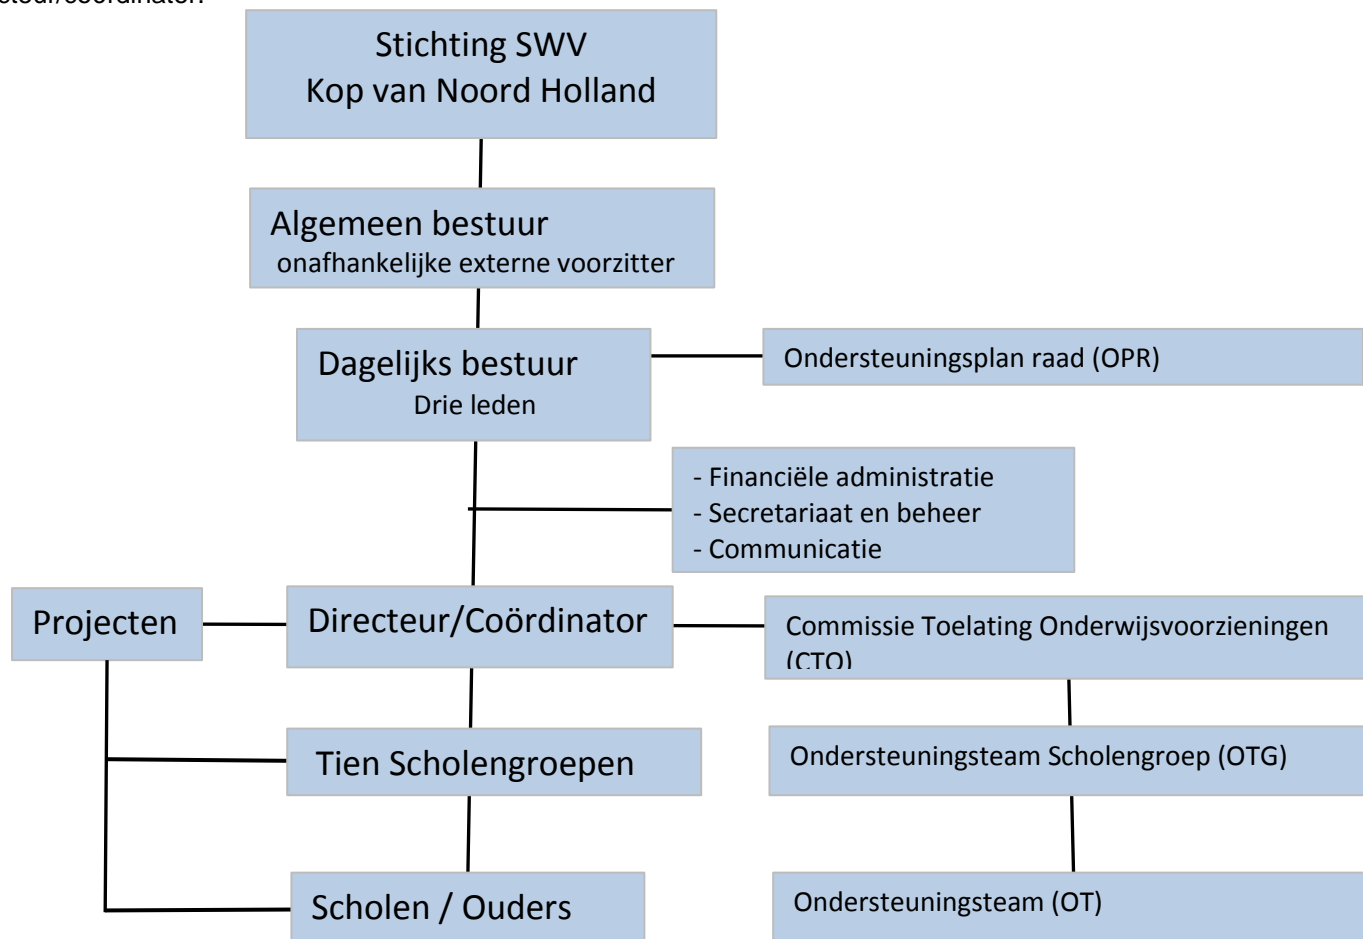 Stichting SWV
Kop van Noord Holland
Algemeen bestuur
onafhankelijke externe voorzitter
Dagelijks bestuur
Drie leden
Ondersteuningsplan raad (OPR)
- Financiële administratie
- Secretariaat en beheer
- Communicatie
Projecten
Directeur/Coördinator
Commissie Toelating Onderwijsvoorzieningen
(CTO)
Tien Scholengroepen
Ondersteuningsteam Scholengroep (OTG)
Scholen / Ouders
Ondersteuningsteam (OT)